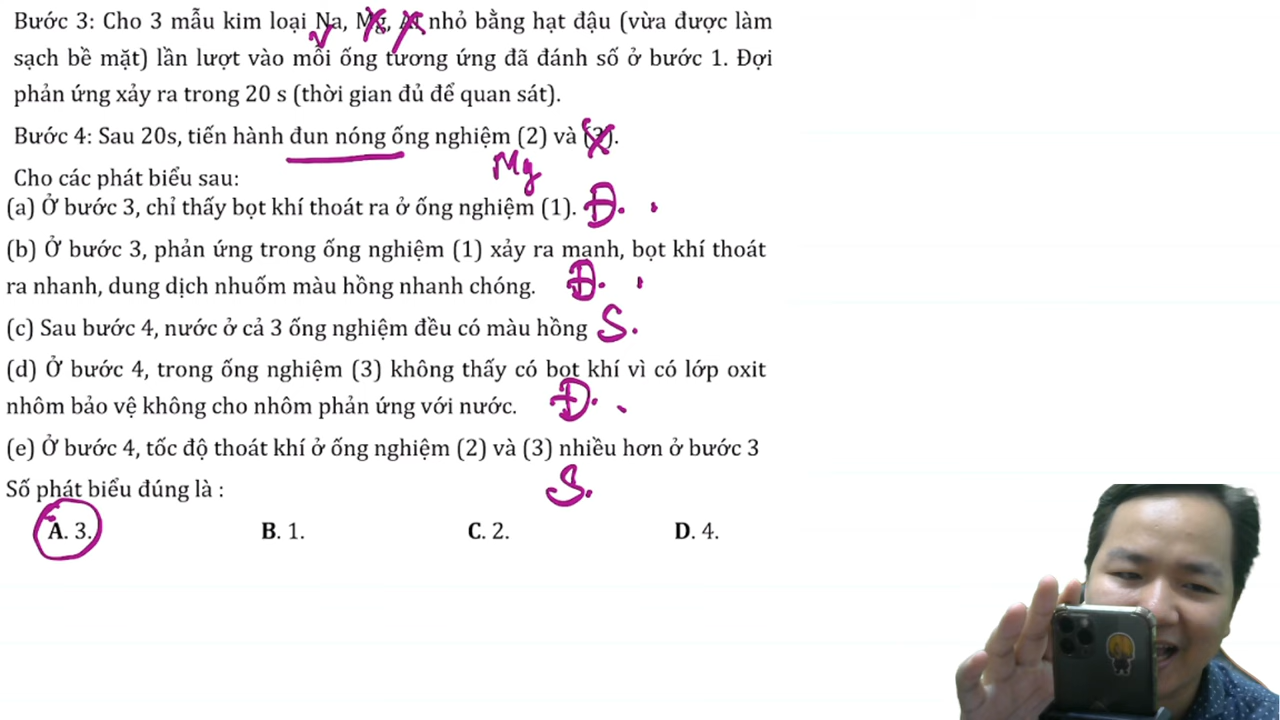 Bước 3: Cho 3 mẫu kim loại Na, Mg, Al nhỏ bằng hạt đậu (vừa được làm
sạch bề mặt) lần lượt vào mỗi ống tương ứng đã đánh số ở bước 1. Đợi
phản ứng xảy ra trong 20 s (thời gian đủ để quan sát).
Bước 4: Sau 20s, tiến hành đun nóng ống nghiệm (2) và (3).
Mg
Cho các phát biểu sau:
(a) Ở bước 3, chỉ thấy bọt khí thoát ra ở ống nghiệm (1). Đ.
(b) Ở bước 3, phản ứng trong ống nghiệm (1) xảy ra mạnh, bọt khí thoát
ra nhanh, dung dịch nhuốm màu hồng nhanh chóng. Đ.
(c) Sau bước 4, nước ở cả 3 ống nghiệm đều có màu hồng S.
(d) Ở bước 4, trong ống nghiệm (3) không thấy có bọt khí vì có lớp oxit
nhôm bảo vệ không cho nhôm phản ứng với nước. Đ.
(e) Ở bước 4, tốc độ thoát khí ở ống nghiệm (2) và (3) nhiều hơn ở bước 3
S.
Số phát biểu đúng là :
A. 3. B. 1. C. 2. D. 4.